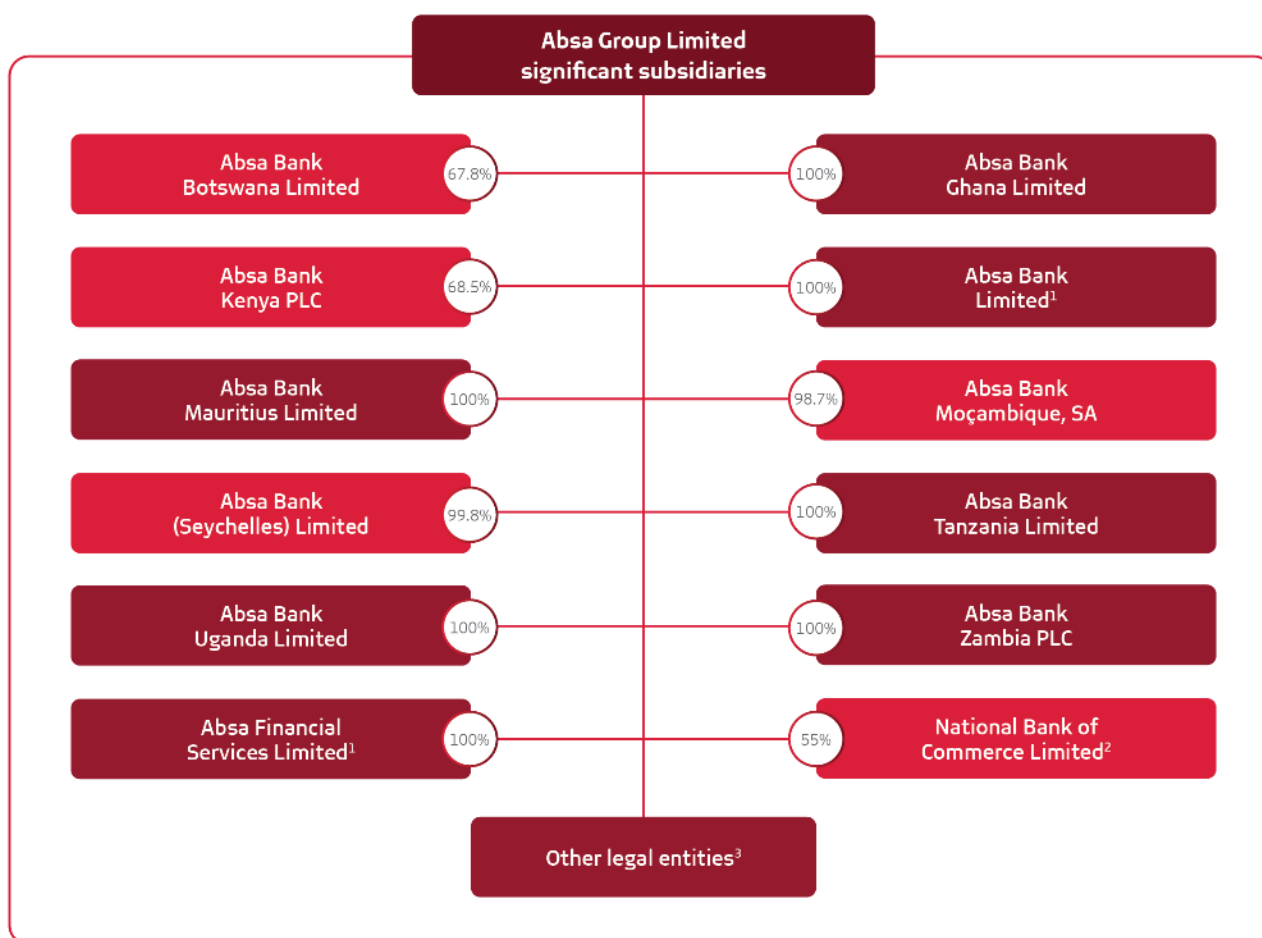 Absa Group Limited
significant subsidiaries
Absa Bank
Botswana Limited
67.8%
100%
Absa Bank
Ghana Limited
Absa Bank
Kenya PLC
68.5%
100%
Absa Bank
Limited¹
Absa Bank
Mauritius Limited
100%
98.7%
Absa Bank
Moçambique, SA
Absa Bank
(Seychelles) Limited
99.8%
100%
Absa Bank
Tanzania Limited
Absa Bank
Uganda Limited
100%
100%
Absa Bank
Zambia PLC
Absa Financial
Services Limited¹
100%
55%
National Bank of
Commerce Limited²
Other legal entities³